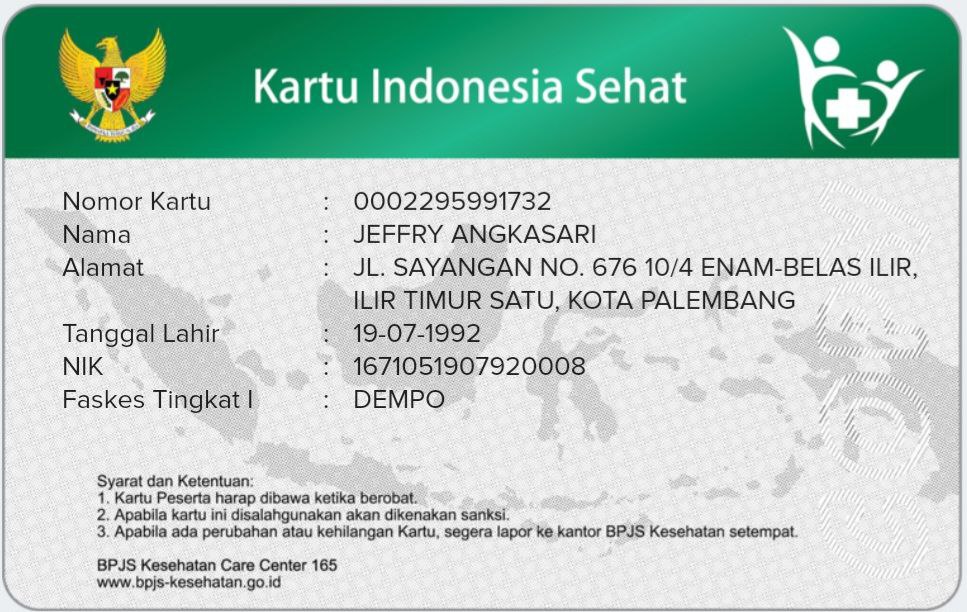 Kartu Indonesia Sehat
Nomor Kartu : 0002295991732
Nama : JEFFRY ANGKASARI
Alamat : JL. SAYANGAN NO. 676 10/4 ENAM-BELAS ILIR,
ILIR TIMUR SATU, KOTA PALEMBANG
Tanggal Lahir : 19-07-1992
NIK : 1671051907920008
Faskes Tingkat I : DEMPO
Syarat dan Ketentuan:
1. Kartu Peserta harap dibawa ketika berobat.
2. Apabila kartu ini disalahgunakan akan dikenakan sanksi.
3. Apabila ada perubahan atau kehilangan Kartu, segera lapor ke kantor BPJS Kesehatan setempat.
BPJS Kesehatan Care Center 165
www.bpjs-kesehatan.go.id